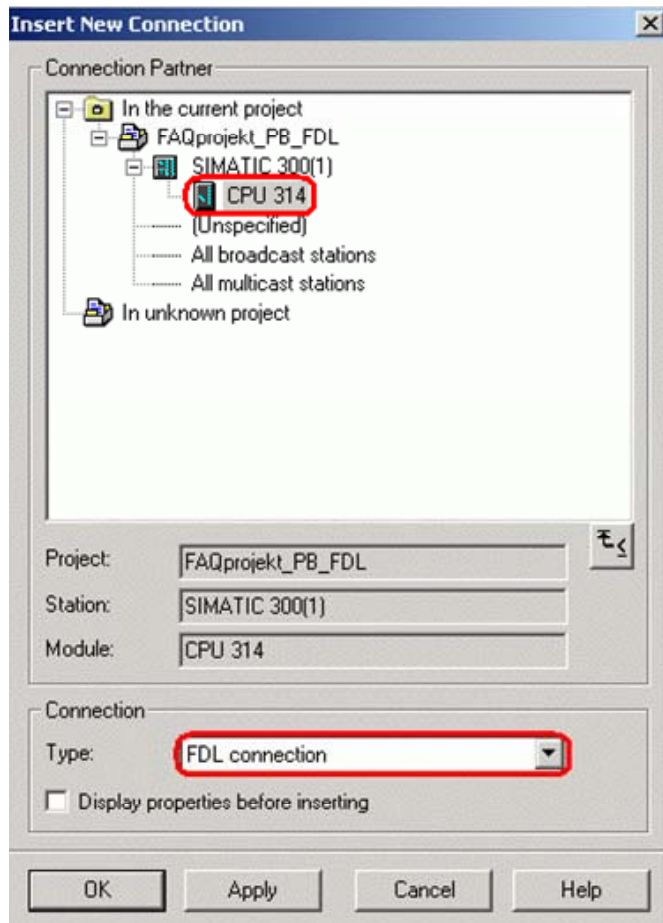 Insert New Connection
Connection Partner
In the current project
FAQprojekt_PB_FDL
SIMATIC 300(1)
CPU 314
(Unspecified)
All broadcast stations
All multicast stations
In unknown project
Project: FAQprojekt_PB_FDL
Station: SIMATIC 300(1)
Module: CPU 314
Connection
Type: FDL connection
Display properties before inserting
OK Apply Cancel Help